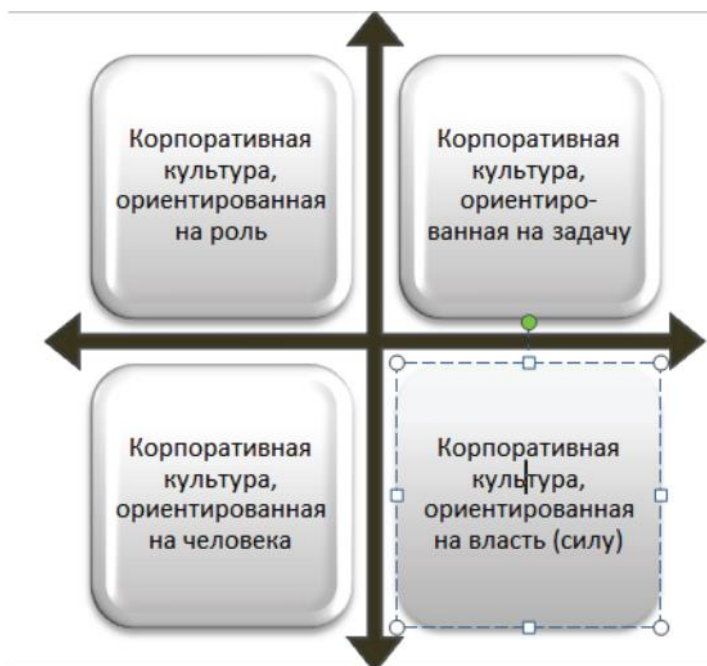 Корпоративная
культура,
ориентированная
на роль
Корпоративная
культура,
ориентиро-
ванная на задачу
Корпоративная
культура,
ориентированная
на человека
Корпоративная
культура,
ориентированная
на власть (силу)